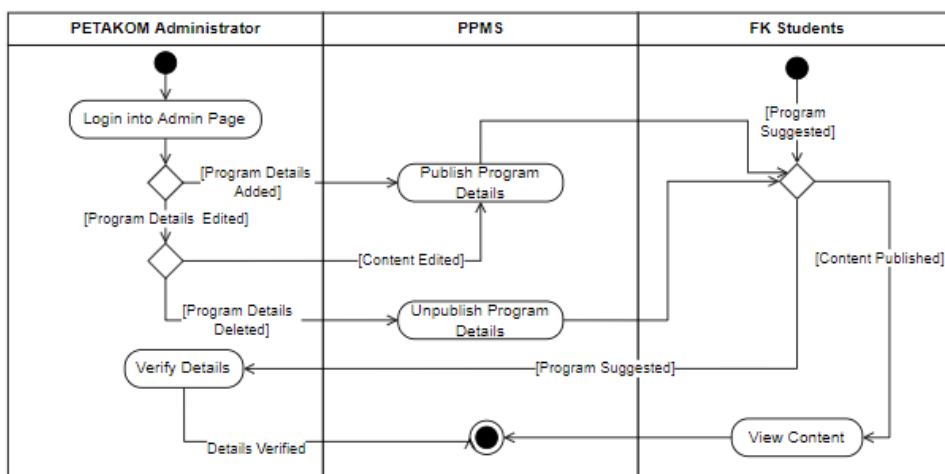 PETAKOM Administrator
PPMS
FK Students
Login into Admin Page
[Program
Suggested]
[Program Details
Added]
Publish Program
Details
[Program Details  Edited]
[Content Edited]
[Content Published]
[Program Details
Deleted]
Unpublish Program
Details
Verify Details
[Program Suggested]
Details Verified
View Content